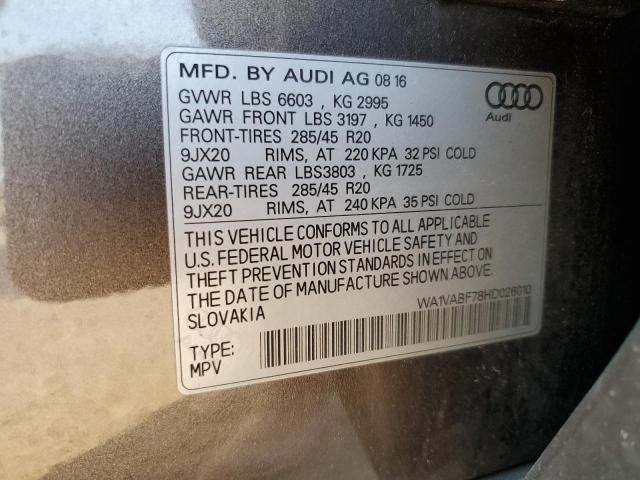 MFD. BY AUDI AG 08 16
GVWR LBS 6603 , KG 2995
GAWR FRONT LBS 3197 , KG 1450
FRONT-TIRES 285/45 R20
9JX20 RIMS, AT 220 KPA 32 PSI COLD
GAWR REAR LBS3803 , KG 1725
REAR-TIRES 285/45 R20
9JX20 RIMS, AT 240 KPA 35 PSI COLD
Audi
THIS VEHICLE CONFORMS TO ALL APPLICABLE
U.S. FEDERAL MOTOR VEHICLE SAFETY AND
THEFT PREVENTION STANDARDS IN EFFECT ON
THE DATE OF MANUFACTURE SHOWN ABOVE.
SLOVAKIA
WA1VABF78HD026010
TYPE:
MPV